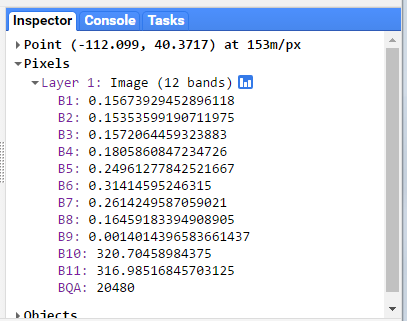 Inspector Console Tasks
Point (-112.099, 40.3717) at 153m/px
Pixels
Layer 1: Image (12 bands)
B1: 0.15673929452896118
B2: 0.15353599190711975
B3: 0.1572064459323883
B4: 0.1805860847234726
B5: 0.24961277842521667
B6: 0.31414595246315
B7: 0.2614249587059021
B8: 0.16459183394908905
B9: 0.0014014396583661437
B10: 320.70458984375
B11: 316.98516845703125
BQA: 20480
Objects